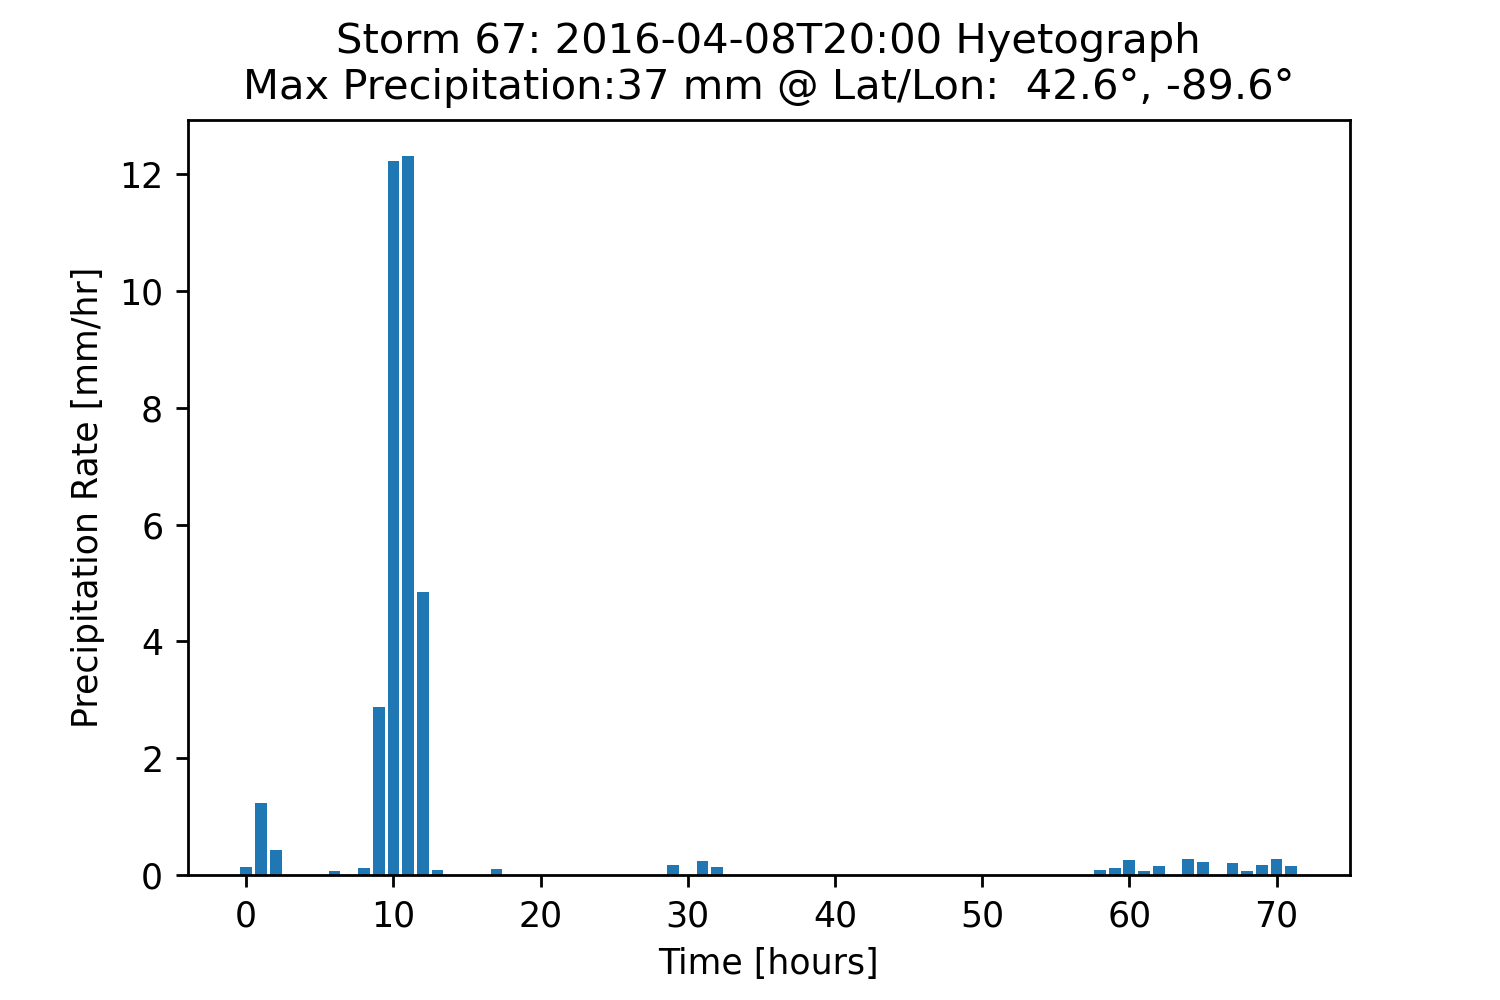 Storm 67: 2016-04-08T20:00 Hyetograph
Max Precipitation:37 mm @ Lat/Lon:  42.6°, -89.6°
Precipitation Rate [mm/hr]
12
10
8
6
4
2
0
0 10 20 30 40 50 60 70
Time [hours]